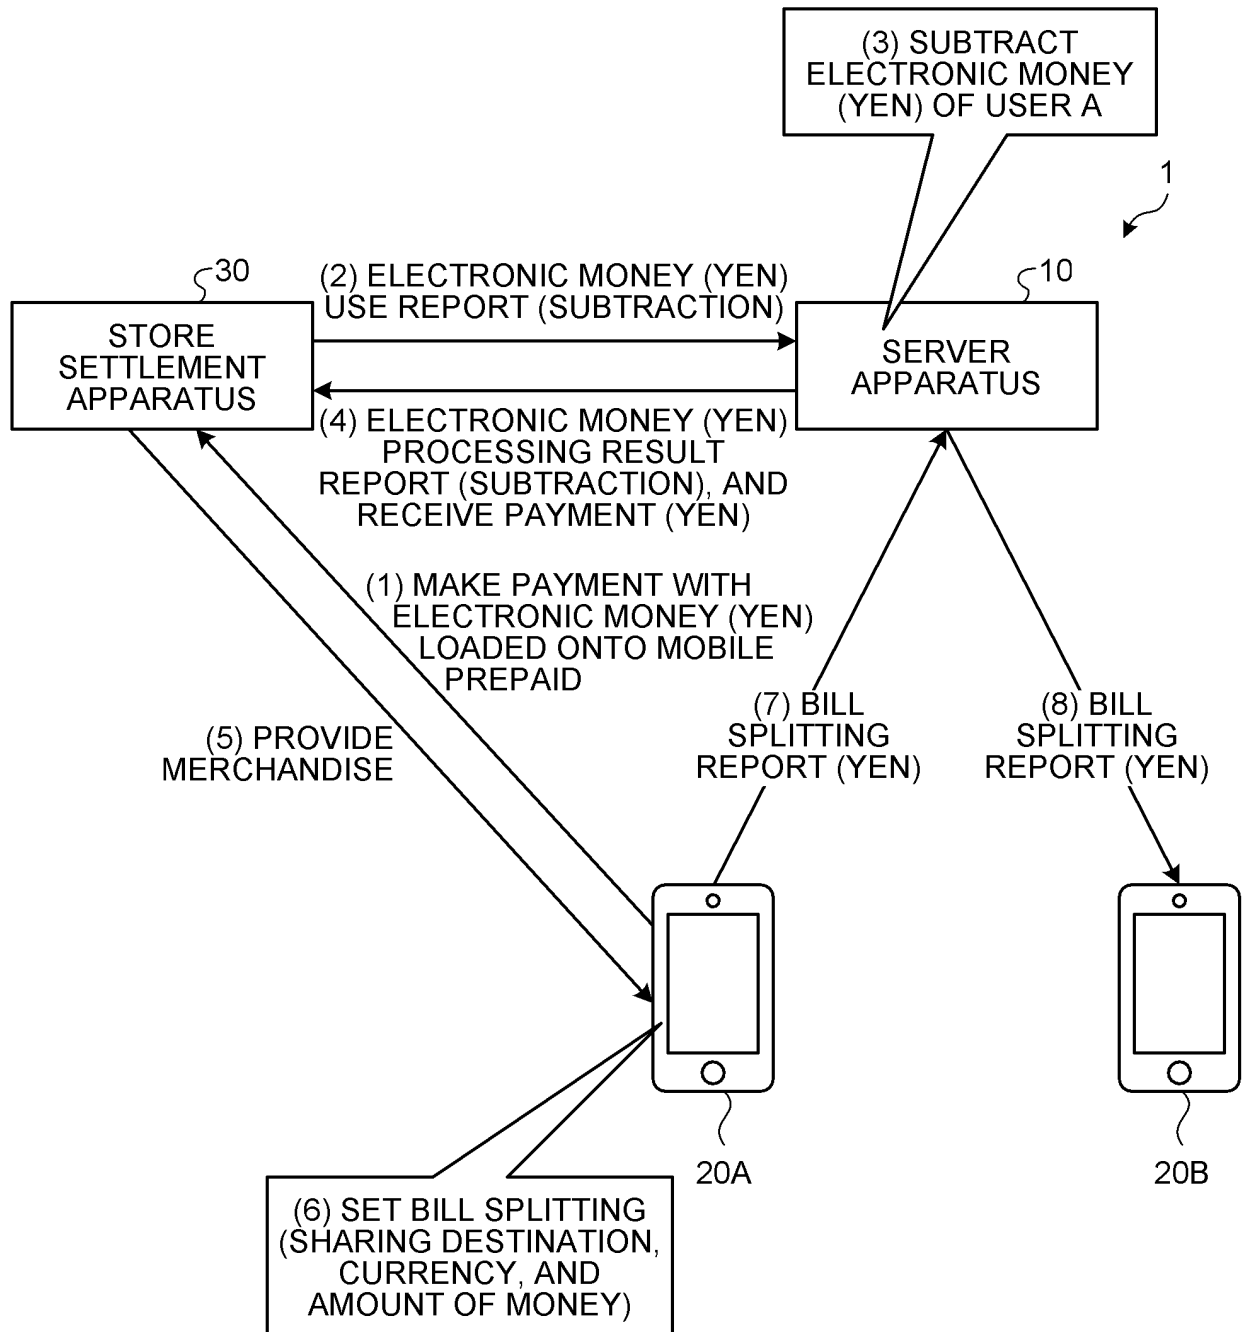 (3) SUBTRACT
ELECTRONIC MONEY
(YEN) OF USER A
1
30
(2) ELECTRONIC MONEY (YEN)
USE REPORT (SUBTRACTION)
10
STORE
SETTLEMENT
APPARATUS
SERVER
APPARATUS
(4) ELECTRONIC MONEY (YEN)
PROCESSING RESULT
REPORT (SUBTRACTION), AND
RECEIVE PAYMENT (YEN)
(1) MAKE PAYMENT WITH
ELECTRONIC MONEY (YEN)
LOADED ONTO MOBILE
PREPAID
(5) PROVIDE
MERCHANDISE
(7) BILL
SPLITTING
REPORT (YEN)
(8) BILL
SPLITTING
REPORT (YEN)
20A
20B
(6) SET BILL SPLITTING
(SHARING DESTINATION,
CURRENCY, AND
AMOUNT OF MONEY)